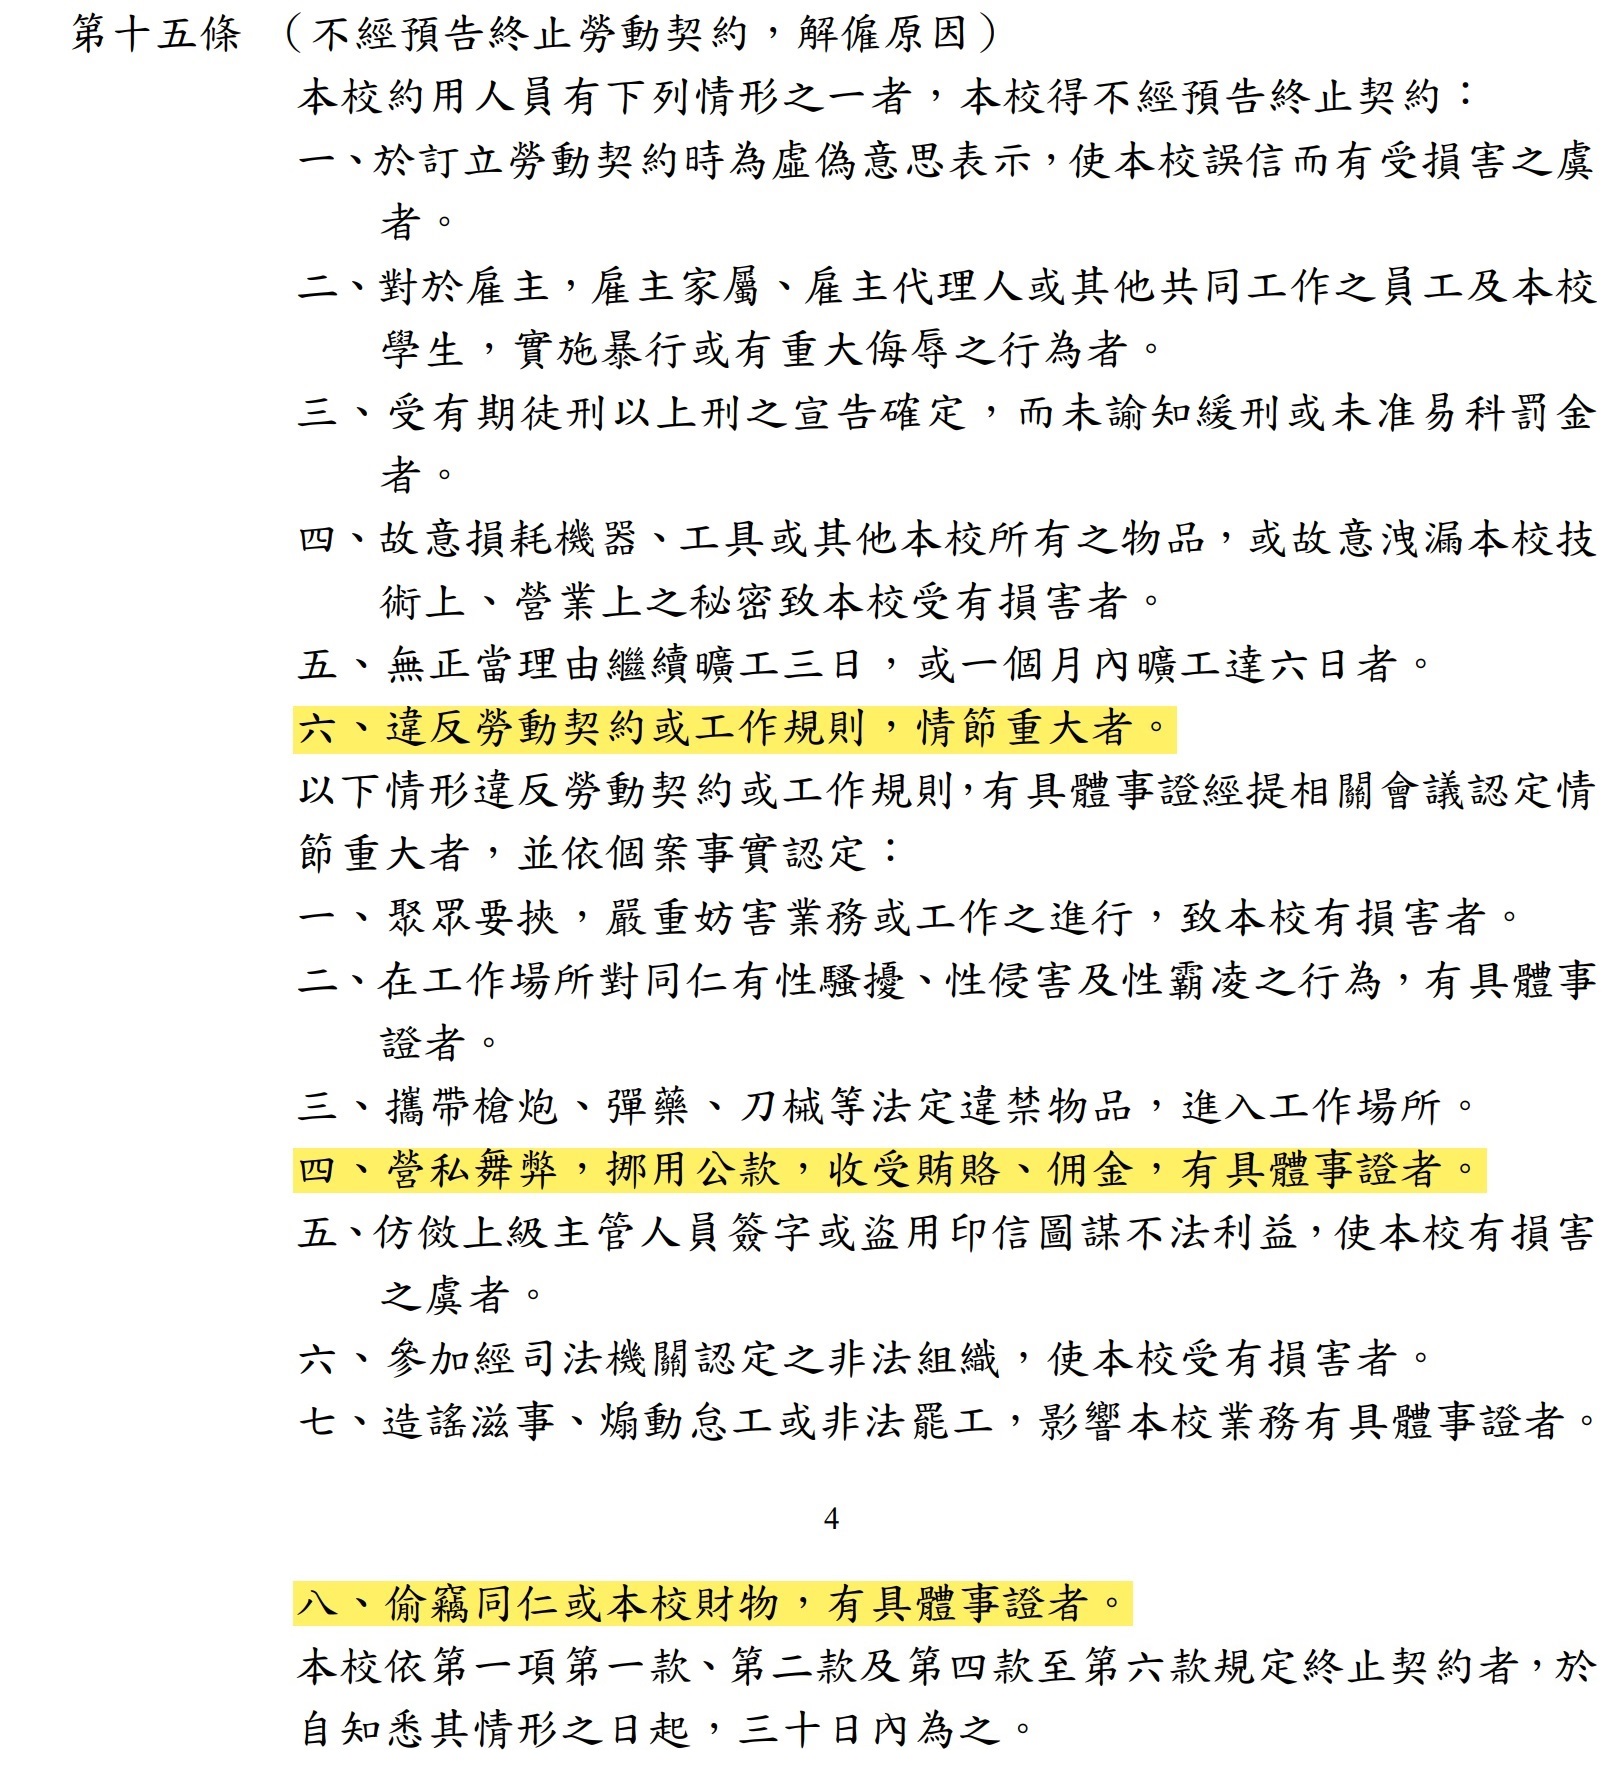 第十五條 （不經預告終止勞動契約，解僱原因）
本校約用人員有下列情形之一者，本校得不經預告終止契約：
一、於訂立勞動契約時為虛偽意思表示，使本校誤信而有受損害之虞
者。
二、對於雇主，雇主家屬、雇主代理人或其他共同工作之員工及本校
學生，實施暴行或有重大侮辱之行為者。
三、受有期徒刑以上刑之宣告確定，而未諭知緩刑或未准易科罰金
者。
四、故意損耗機器、工具或其他本校所有之物品，或故意洩漏本校技
術上、營業上之秘密致本校受有損害者。
五、無正當理由繼續曠工三日，或一個月內曠工達六日者。
六、違反勞動契約或工作規則，情節重大者。
以下情形違反勞動契約或工作規則，有具體事證經提相關會議認定情
節重大者，並依個案事實認定：
一、聚眾要挾，嚴重妨害業務或工作之進行，致本校有損害者。
二、在工作場所對同仁有性騷擾、性侵害及性霸凌之行為，有具體事
證者。
三、攜帶槍炮、彈藥、刀械等法定違禁物品，進入工作場所。
四、營私舞弊，挪用公款，收受賄賂、佣金，有具體事證者。
五、仿傚上級主管人員簽字或盜用印信圖謀不法利益，使本校有損害
之虞者。
六、參加經司法機關認定之非法組織，使本校受有損害者。
七、造謠滋事、煽動怠工或非法罷工，影響本校業務有具體事證者。
4
八、偷竊同仁或本校財物，有具體事證者。
本校依第一項第一款、第二款及第四款至第六款規定終止契約者，於
自知悉其情形之日起，三十日內為之。